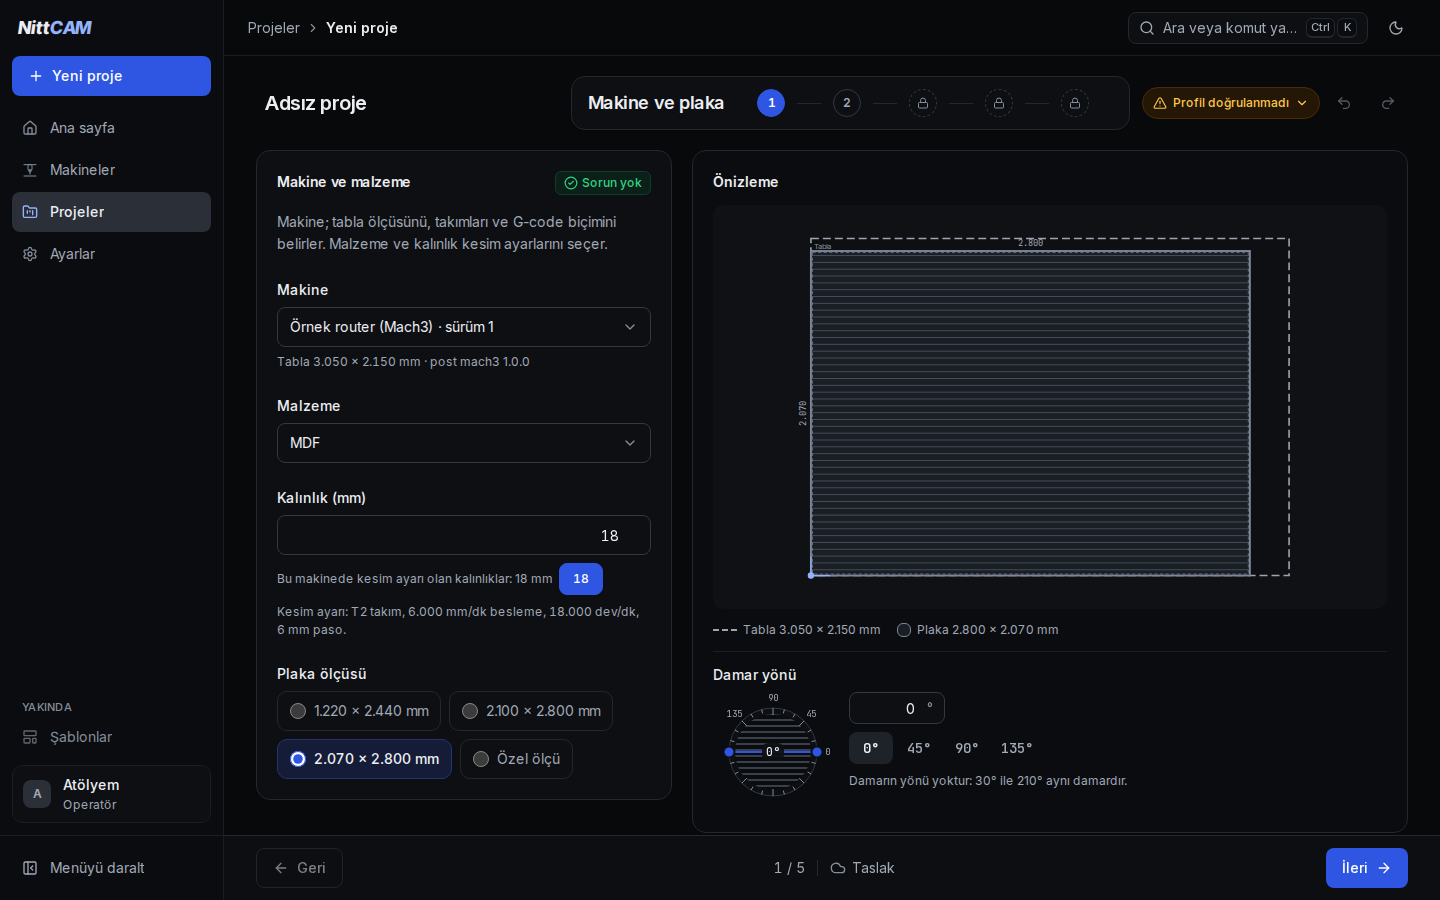 NittCAM
Yeni proje
Ana sayfa
Makineler
Projeler
Ayarlar
YAKINDA
Şablonlar
A
Atölyem
Operatör
Menüyü daralt
Projeler > Yeni proje
Ara veya komut ya... Ctrl K
Adsız proje
Makine ve plaka 1 2
Profil doğrulanmadı
Makine ve malzeme
Sorun yok
Makine; tabla ölçüsünü, takımları ve G-code biçimini
belirler. Malzeme ve kalınlık kesim ayarlarını seçer.
Makine
Örnek router (Mach3) · sürüm 1
Tabla 3.050 × 2.150 mm · post mach3 1.0.0
Malzeme
MDF
Kalınlık (mm)
18
Bu makinede kesim ayarı olan kalınlıklar: 18 mm 18
Kesim ayarı: T2 takım, 6.000 mm/dk besleme, 18.000 dev/dk,
6 mm paso.
Plaka ölçüsü
1.220 × 2.440 mm
2.100 × 2.800 mm
2.070 × 2.800 mm
Özel ölçü
Önizleme
Tabla
2.800
2.070
Tabla 3.050 × 2.150 mm
Plaka 2.800 × 2.070 mm
Damar yönü
90
135
45
0°
0
0 °
0° 45° 90° 135°
Damarın yönü yoktur: 30° ile 210° aynı damardır.
Geri
1 / 5
Taslak
İleri